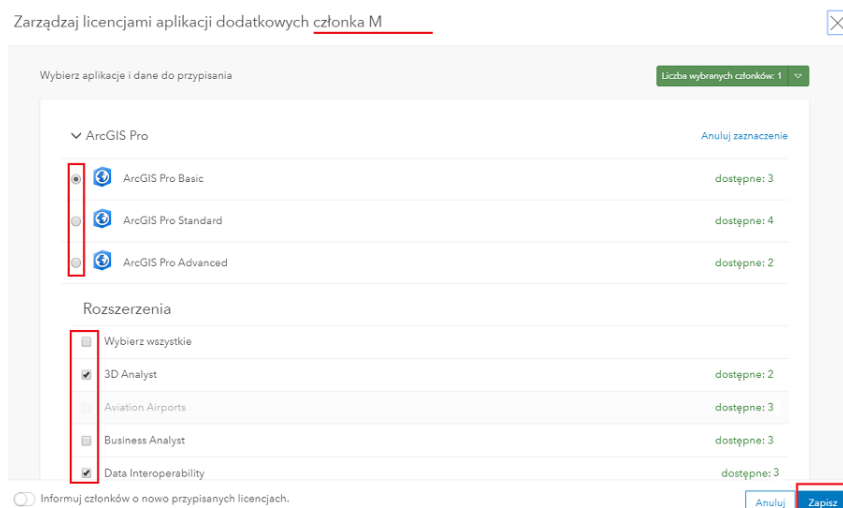 Zarządzaj licencjami aplikacji dodatkowych członka M
Wybierz aplikacje i dane do przypisania
Liczba wybranych członków: 1
ArcGIS Pro
Anuluj zaznaczenie
ArcGIS Pro Basic
dostępne: 3
ArcGIS Pro Standard
dostępne: 4
ArcGIS Pro Advanced
dostępne: 2
Rozszerzenia
Wybierz wszystkie
3D Analyst
dostępne: 2
Aviation Airports
dostępne: 3
Business Analyst
dostępne: 3
Data Interoperability
dostępne: 3
Informuj członków o nowo przypisanych licencjach.
Anuluj
Zapisz